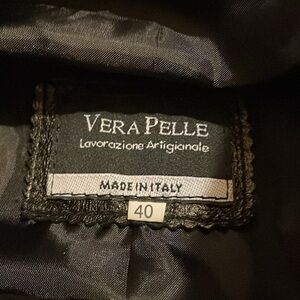 VERA PELLE
Lavorazione Artigianale
MADE IN ITALY
40